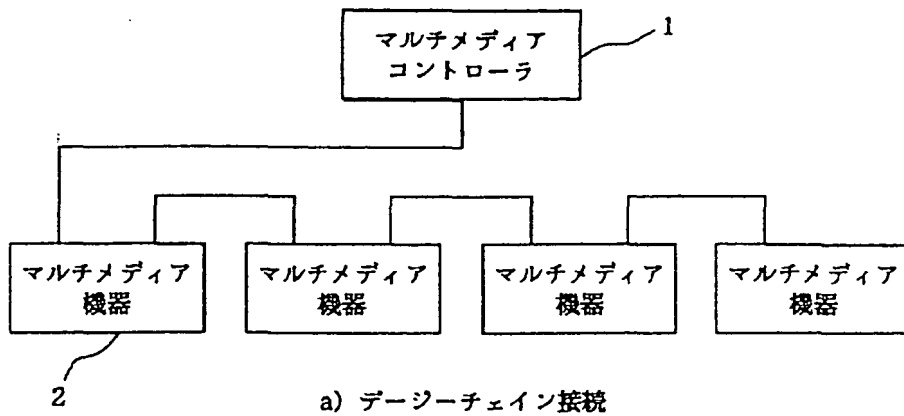 マルチメディア
コントローラ
1
マルチメディア
機器
マルチメディア
機器
マルチメディア
機器
マルチメディア
機器
2
a) デージーチェイン接続